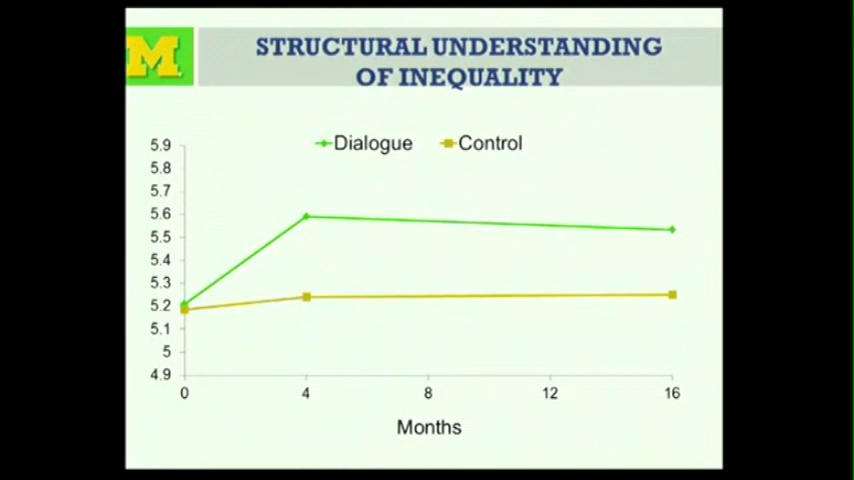 M
STRUCTURAL UNDERSTANDING
OF INEQUALITY
Dialogue Control
5.9
5.8
5.7
5.6
5.5
5.4
5.3
5.2
5.1
5
4.9
0 4 8 12 16
Months